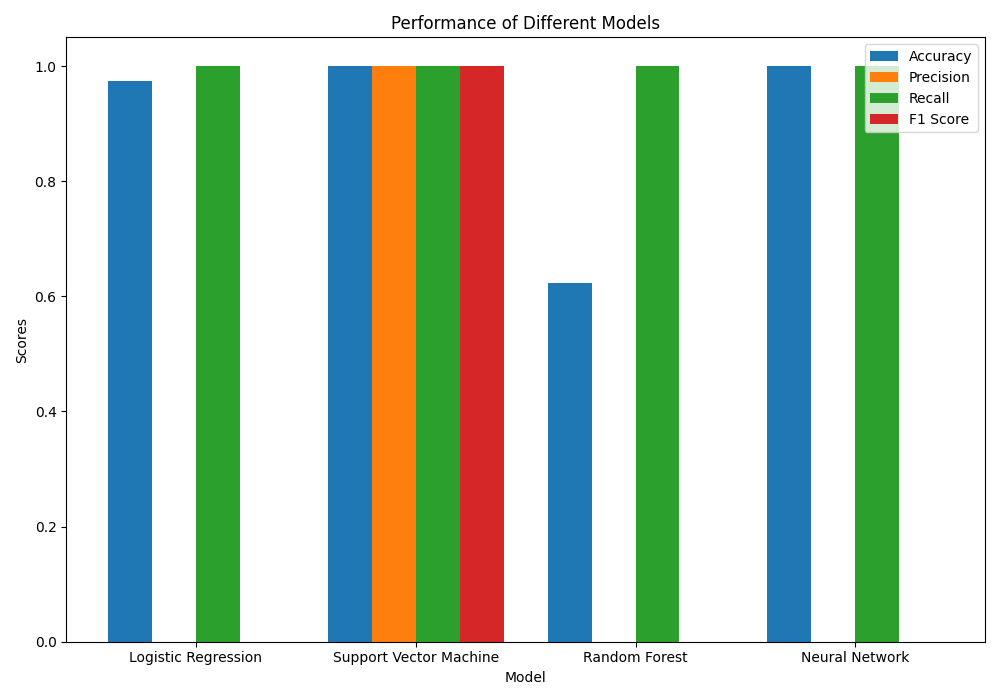 Performance of Different Models
Accuracy
Precision
Recall
F1 Score
1.0
0.8
0.6
0.4
0.2
0.0
Scores
Logistic Regression
Support Vector Machine
Random Forest
Neural Network
Model